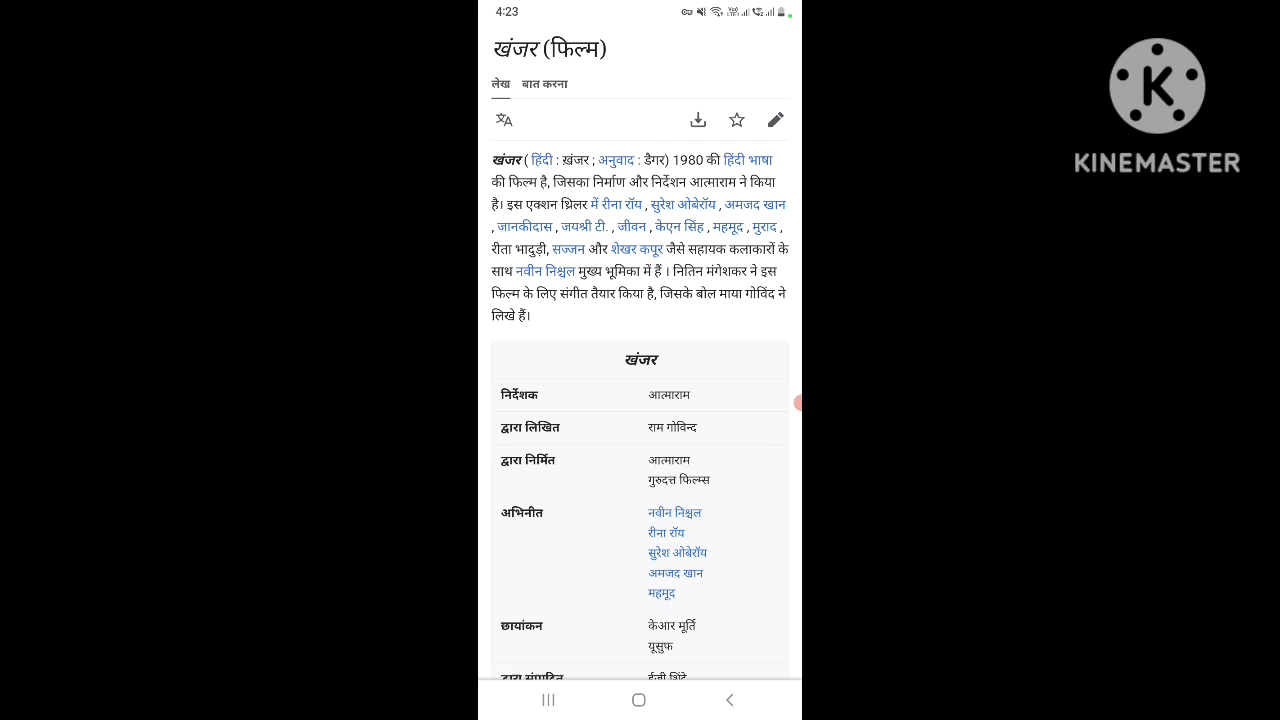 4:23
खंजर (फिल्म)
लेख बात करना
खंजर ( हिंदी : ख़ंजर ; अनुवाद : डैगर) 1980 की हिंदी भाषा
की फिल्म है, जिसका निर्माण और निर्देशन आत्माराम ने किया
है। इस एक्शन थ्रिलर में रीना रॉय , सुरेश ओबेरॉय , अमजद खान
, जानकीदास , जयश्री टी. , जीवन , केएन सिंह , महमूद , मुराद ,
रीता भादुड़ी, सज्जन और शेखर कपूर जैसे सहायक कलाकारों के
साथ नवीन निश्चल मुख्य भूमिका में हैं । नितिन मंगेशकर ने इस
फिल्म के लिए संगीत तैयार किया है, जिसके बोल माया गोविंद ने
लिखे हैं।
खंजर
निर्देशक आत्माराम
द्वारा लिखित राम गोविन्द
द्वारा निर्मित आत्माराम
गुरुदत्त फिल्म्स
अभिनीत नवीन निश्चल
रीना रॉय
सुरेश ओबेरॉय
अमजद खान
महमूद
छायांकन केआर मूर्ति
यूसुफ
KINEMASTER